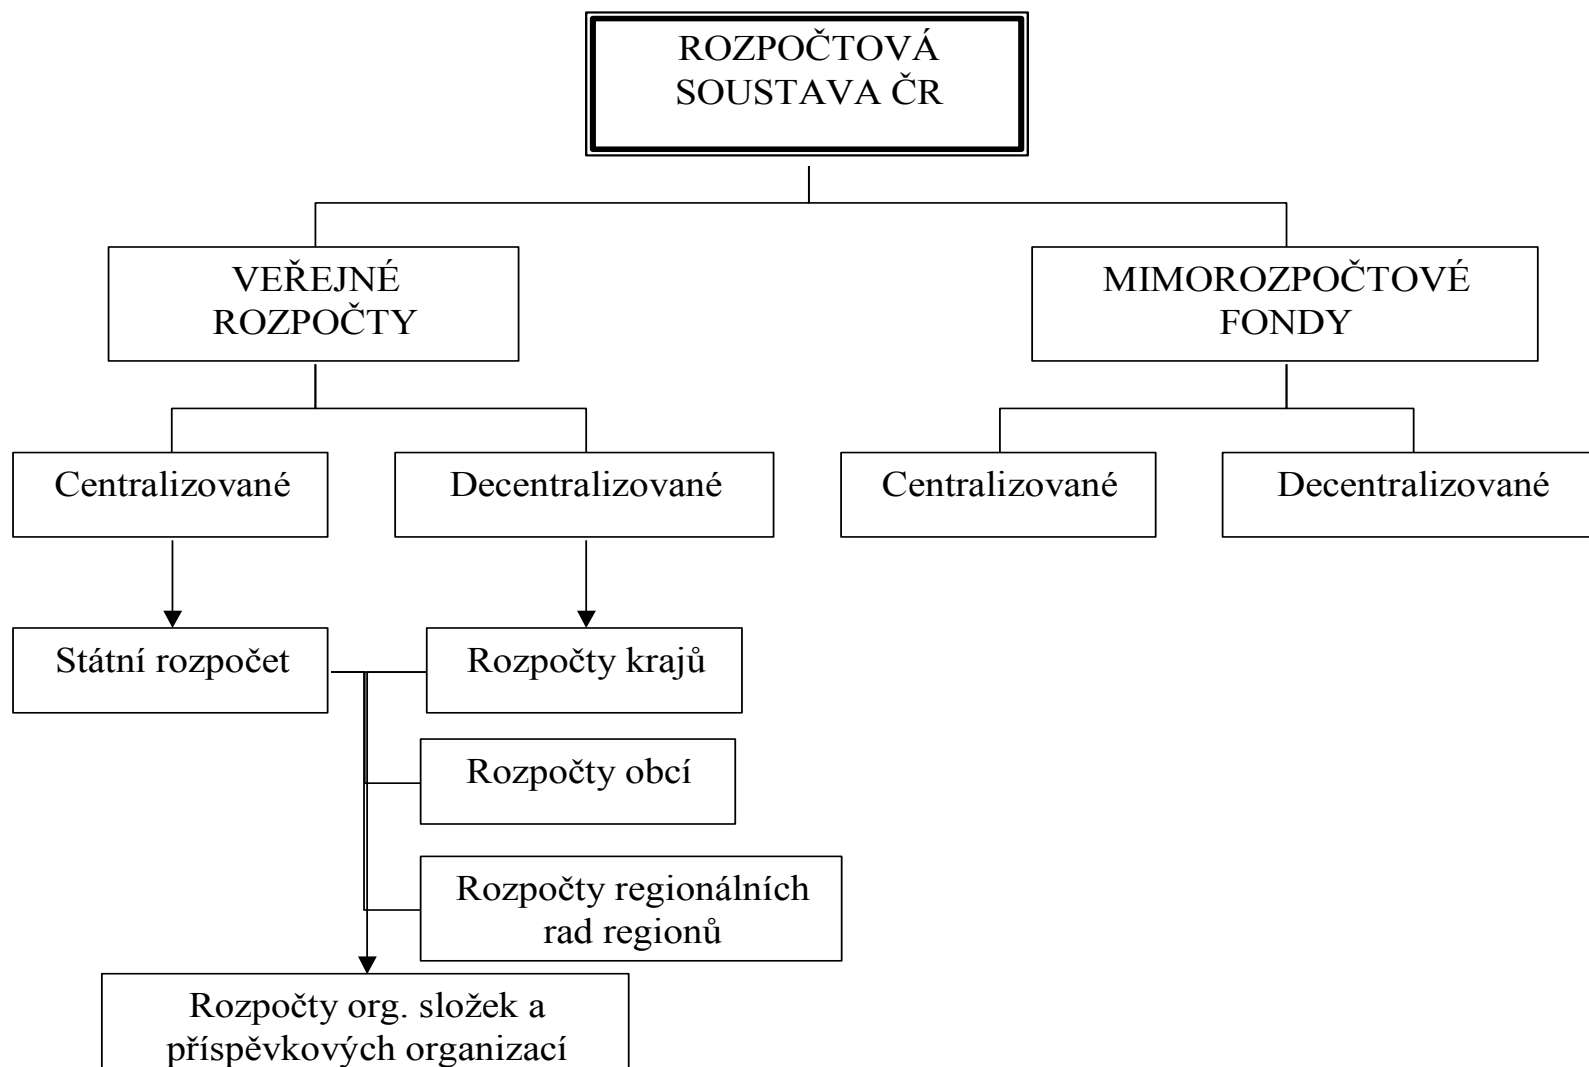 ROZPOČTOVÁ
SOUSTAVA ČR
VEŘEJNÉ
ROZPOČTY
MIMOROZPOČTOVÉ
FONDY
Centralizované
Decentralizované
Centralizované
Decentralizované
Státní rozpočet
Rozpočty krajů
Rozpočty obcí
Rozpočty regionálních
rad regionů
Rozpočty org. složek a
příspěvkových organizací